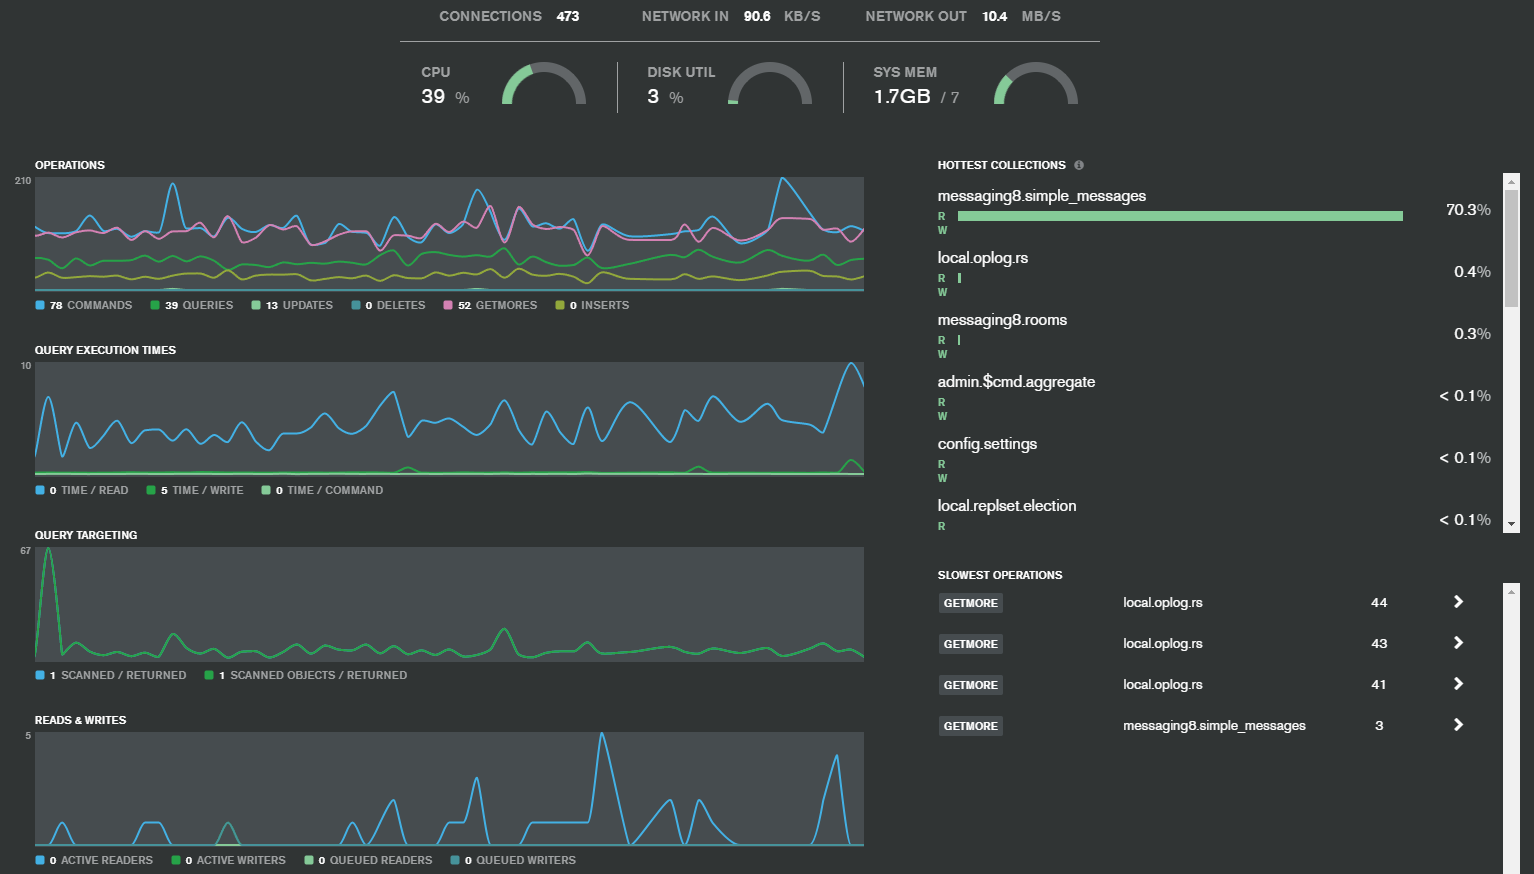 CONNECTIONS 473 NETWORK IN 90.6 KB/S NETWORK OUT 10.4 MB/S
CPU DISK UTIL SYS MEM
39 % 3 % 1.7GB / 7
OPERATIONS
210
78 COMMANDS 39 QUERIES 13 UPDATES 0 DELETES 52 GETMORES 0 INSERTS
QUERY EXECUTION TIMES
10
0 TIME / READ 5 TIME / WRITE 0 TIME / COMMAND
QUERY TARGETING
67
1 SCANNED / RETURNED 1 SCANNED OBJECTS / RETURNED
READS & WRITES
5
0 ACTIVE READERS 0 ACTIVE WRITERS 0 QUEUED READERS 0 QUEUED WRITERS
HOTTEST COLLECTIONS i
messaging8.simple_messages
R
70.3%
W
local.oplog.rs
R
0.4%
W
messaging8.rooms
R
0.3%
W
admin.$cmd.aggregate
R
< 0.1%
W
config.settings
R
< 0.1%
W
local.replset.election
R
< 0.1%
SLOWEST OPERATIONS
GETMORE local.oplog.rs 44
GETMORE local.oplog.rs 43
GETMORE local.oplog.rs 41
GETMORE messaging8.simple_messages 3